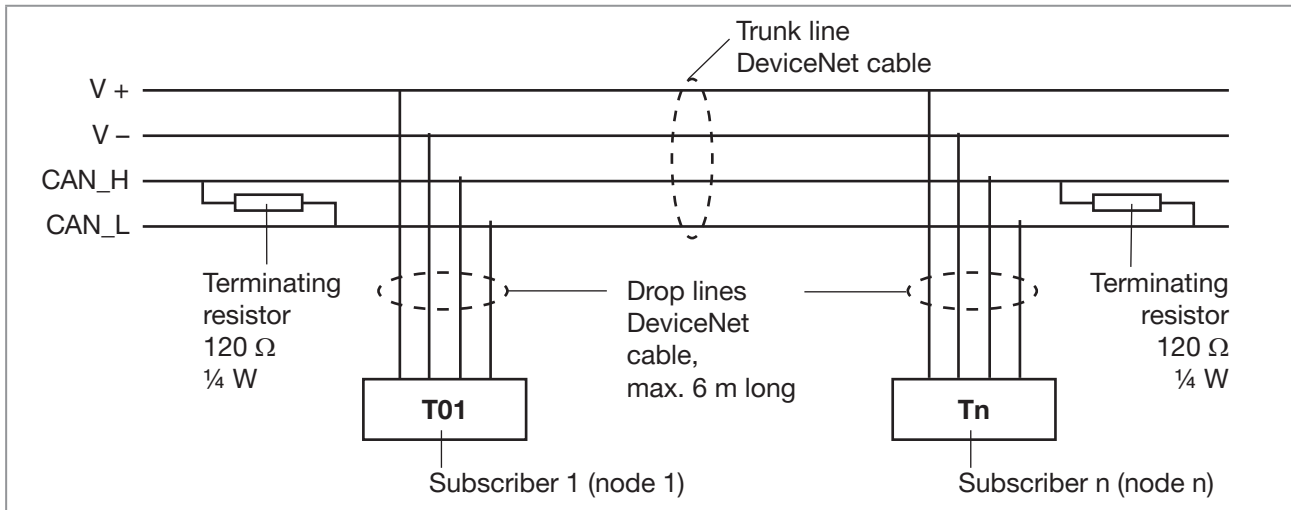 Trunk line
DeviceNet cable
V +
V –
CAN_H
CAN_L
Terminating
resistor
120 Ω
¼ W
Drop lines
DeviceNet
cable,
max. 6 m long
Terminating
resistor
120 Ω
¼ W
T01
Tn
Subscriber 1 (node 1)
Subscriber n (node n)